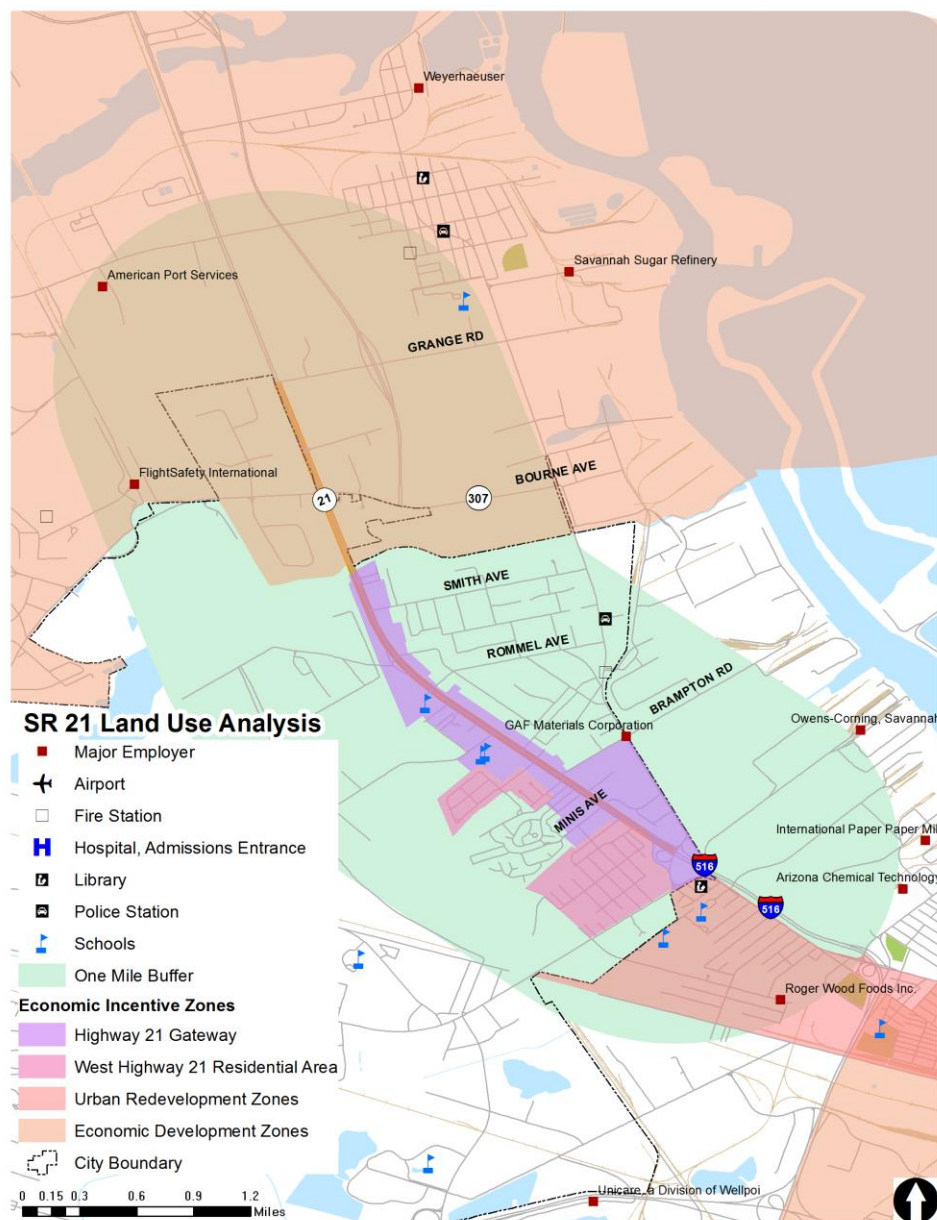 Weyerhaeuser
Savannah Sugar Refinery
American Port Services
GRANGE RD
FlightSafety International
BOURNE AVE
21
307
SMITH AVE
ROMMEL AVE
BRAMPTON RD
GAF Materials Corporation
Owens-Corning, Savannah
MINIS AVE
International Paper Paper Mil
516
Arizona Chemical Technology
516
Roger Wood Foods Inc.
Unicare, a Division of Wellpoi
SR 21 Land Use Analysis
Major Employer
Airport
Fire Station
H Hospital, Admissions Entrance
Library
Police Station
Schools
One Mile Buffer
Economic Incentive Zones
Highway 21 Gateway
West Highway 21 Residential Area
Urban Redevelopment Zones
Economic Development Zones
City Boundary
0 0.15 0.3 0.6 0.9 1.2
Miles